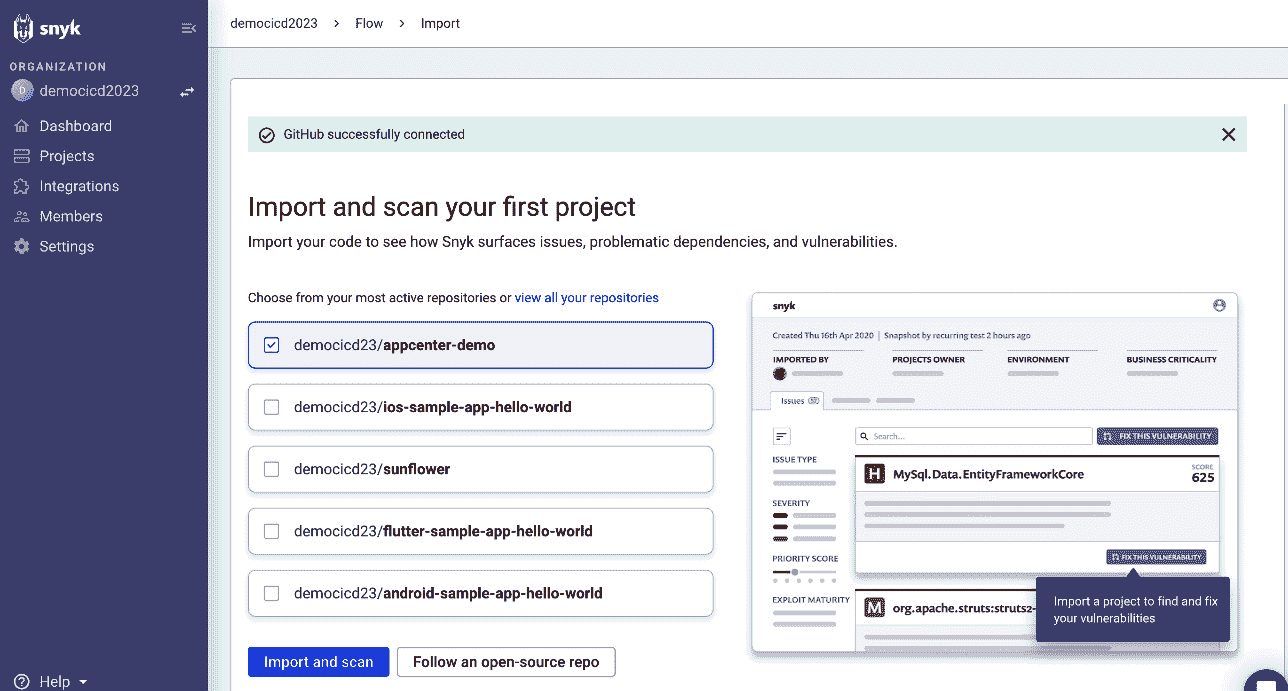 snyk
ORGANIZATION
democicd2023
Dashboard
Projects
Integrations
Members
Settings
Help
democicd2023 > Flow > Import
GitHub successfully connected
Import and scan your first project
Import your code to see how Snyk surfaces issues, problematic dependencies, and vulnerabilities.
Choose from your most active repositories or view all your repositories
democicd23/appcenter-demo
democicd23/ios-sample-app-hello-world
democicd23/sunflower
democicd23/flutter-sample-app-hello-world
democicd23/android-sample-app-hello-world
Import and scan
Follow an open-source repo
snyk
Created Thu 16th Apr 2020 | Snapshot by recurring test 2 hours ago
IMPORTED BY
PROJECTS OWNER
ENVIRONMENT
BUSINESS CRITICALITY
Issues
Search...
FIX THIS VULNERABILITY
ISSUE TYPE
SEVERITY
PRIORITY SCORE
EXPLOIT MATURITY
H
MySql.Data.EntityFrameworkCore
SCORE
625
FIX THIS VULNERABILITY
M
org.apache.struts:struts2-
Import a project to find and fix
your vulnerabilities